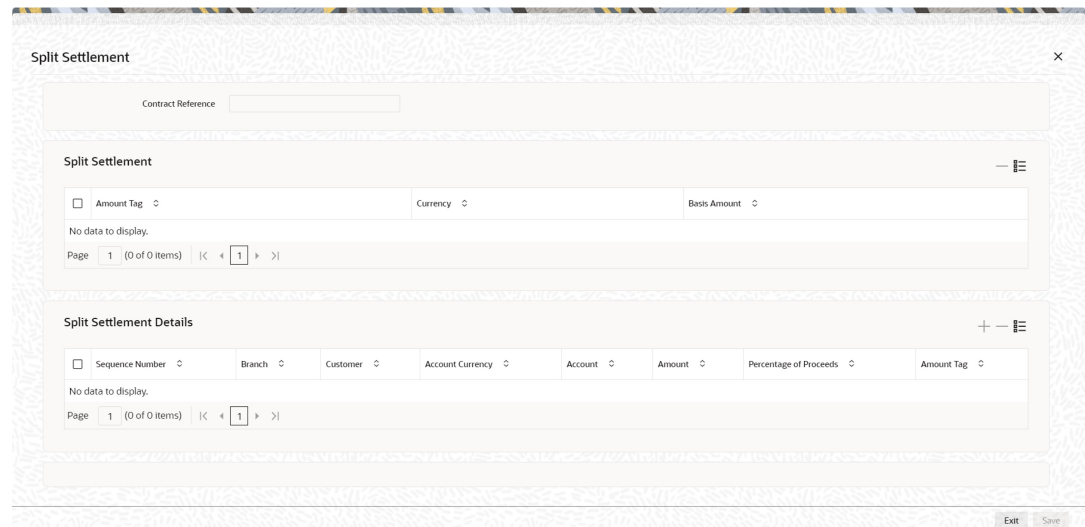 Split Settlement
Contract Reference
Split Settlement
Amount Tag Currency Basis Amount
No data to display.
Page 1 (0 of 0 items) 1
Split Settlement Details
Sequence Number Branch Customer Account Currency Account Amount Percentage of Proceeds Amount Tag
No data to display.
Page 1 (0 of 0 items) 1
Exit Save